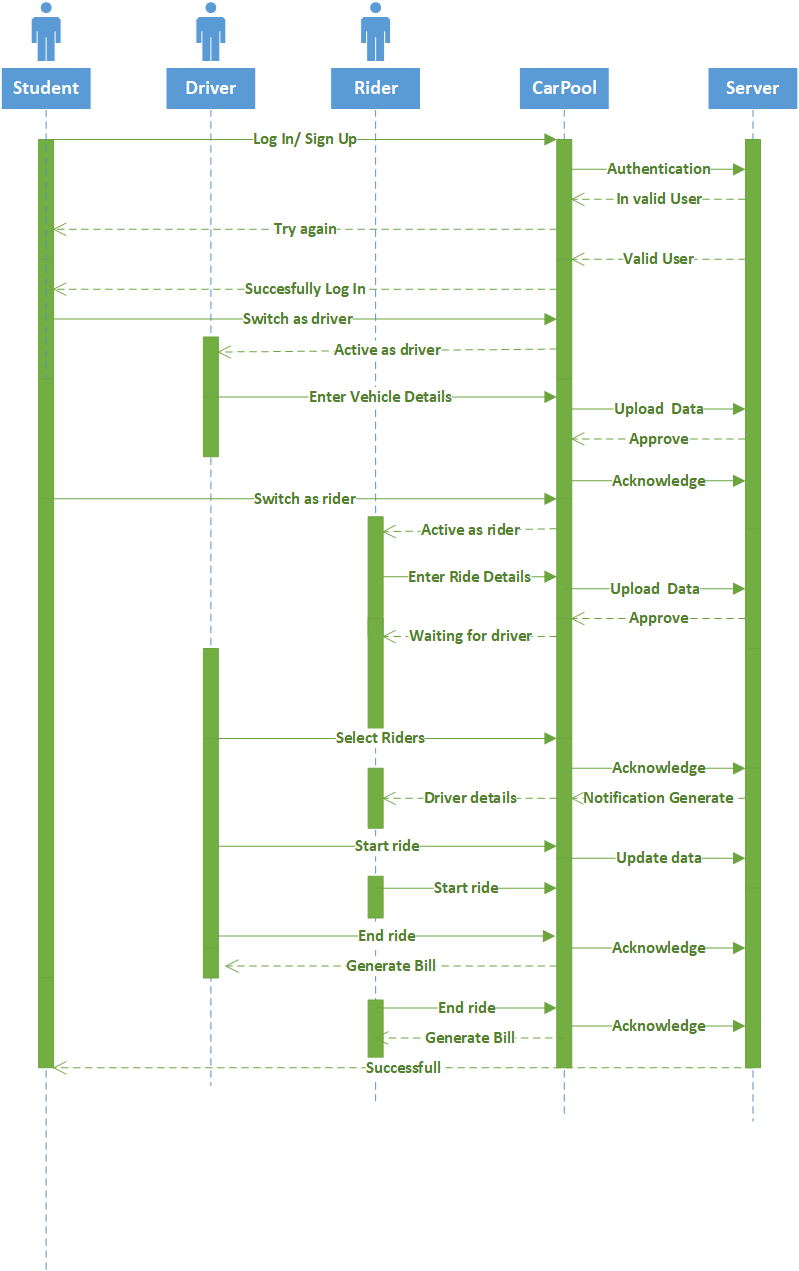 Student
Driver
Rider
CarPool
Server
Log In/ Sign Up
Authentication
In valid User
Try again
Valid User
Succesfully Log In
Switch as driver
Active as driver
Enter Vehicle Details
Upload  Data
Approve
Acknowledge
Switch as rider
Active as rider
Enter Ride Details
Upload  Data
Approve
Waiting for driver
Select Riders
Acknowledge
Driver details
Notification Generate
Start ride
Update data
Start ride
End ride
Acknowledge
Generate Bill
End ride
Acknowledge
Generate Bill
Successfull